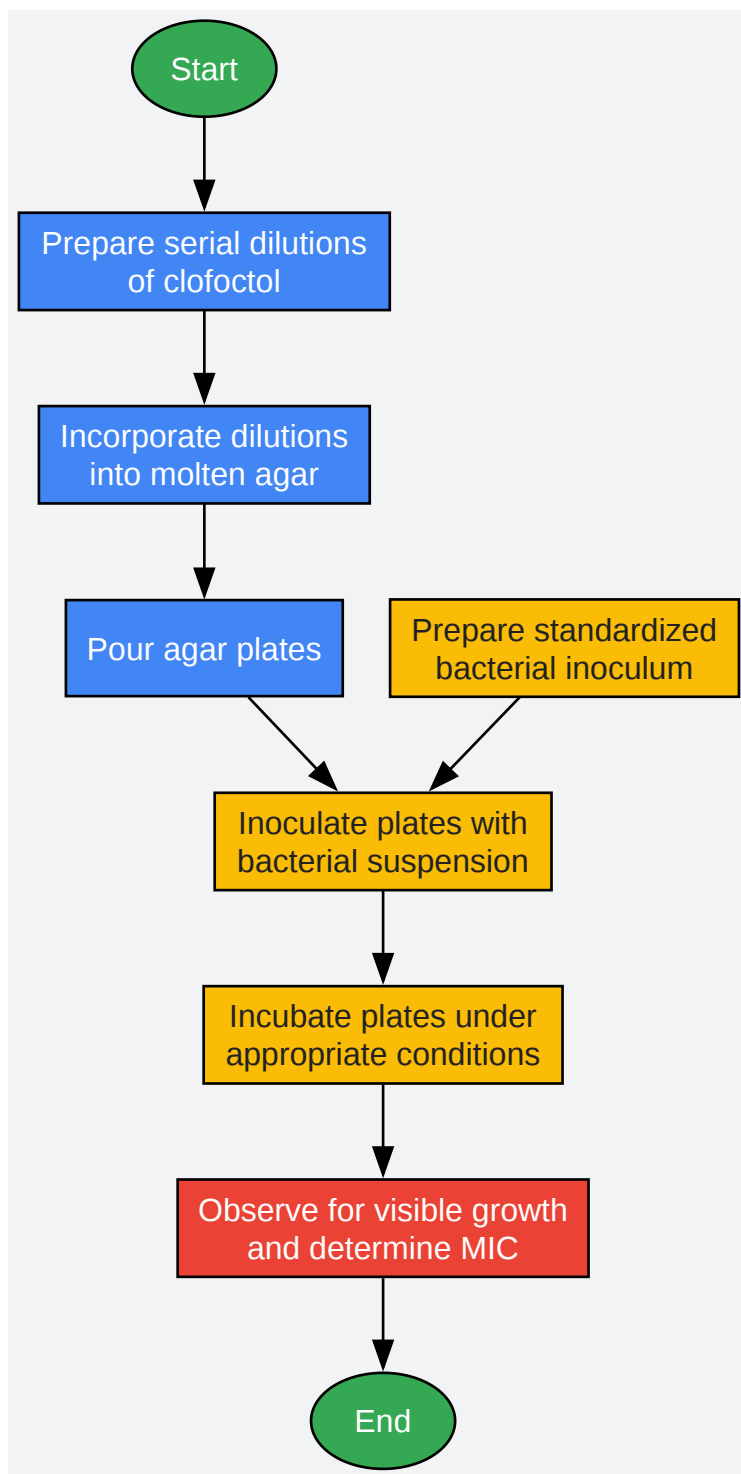 Start
Prepare serial dilutions
of clofoctol
Incorporate dilutions
into molten agar
Pour agar plates
Prepare standardized
bacterial inoculum
Inoculate plates with
bacterial suspension
Incubate plates under
appropriate conditions
Observe for visible growth
and determine MIC
End